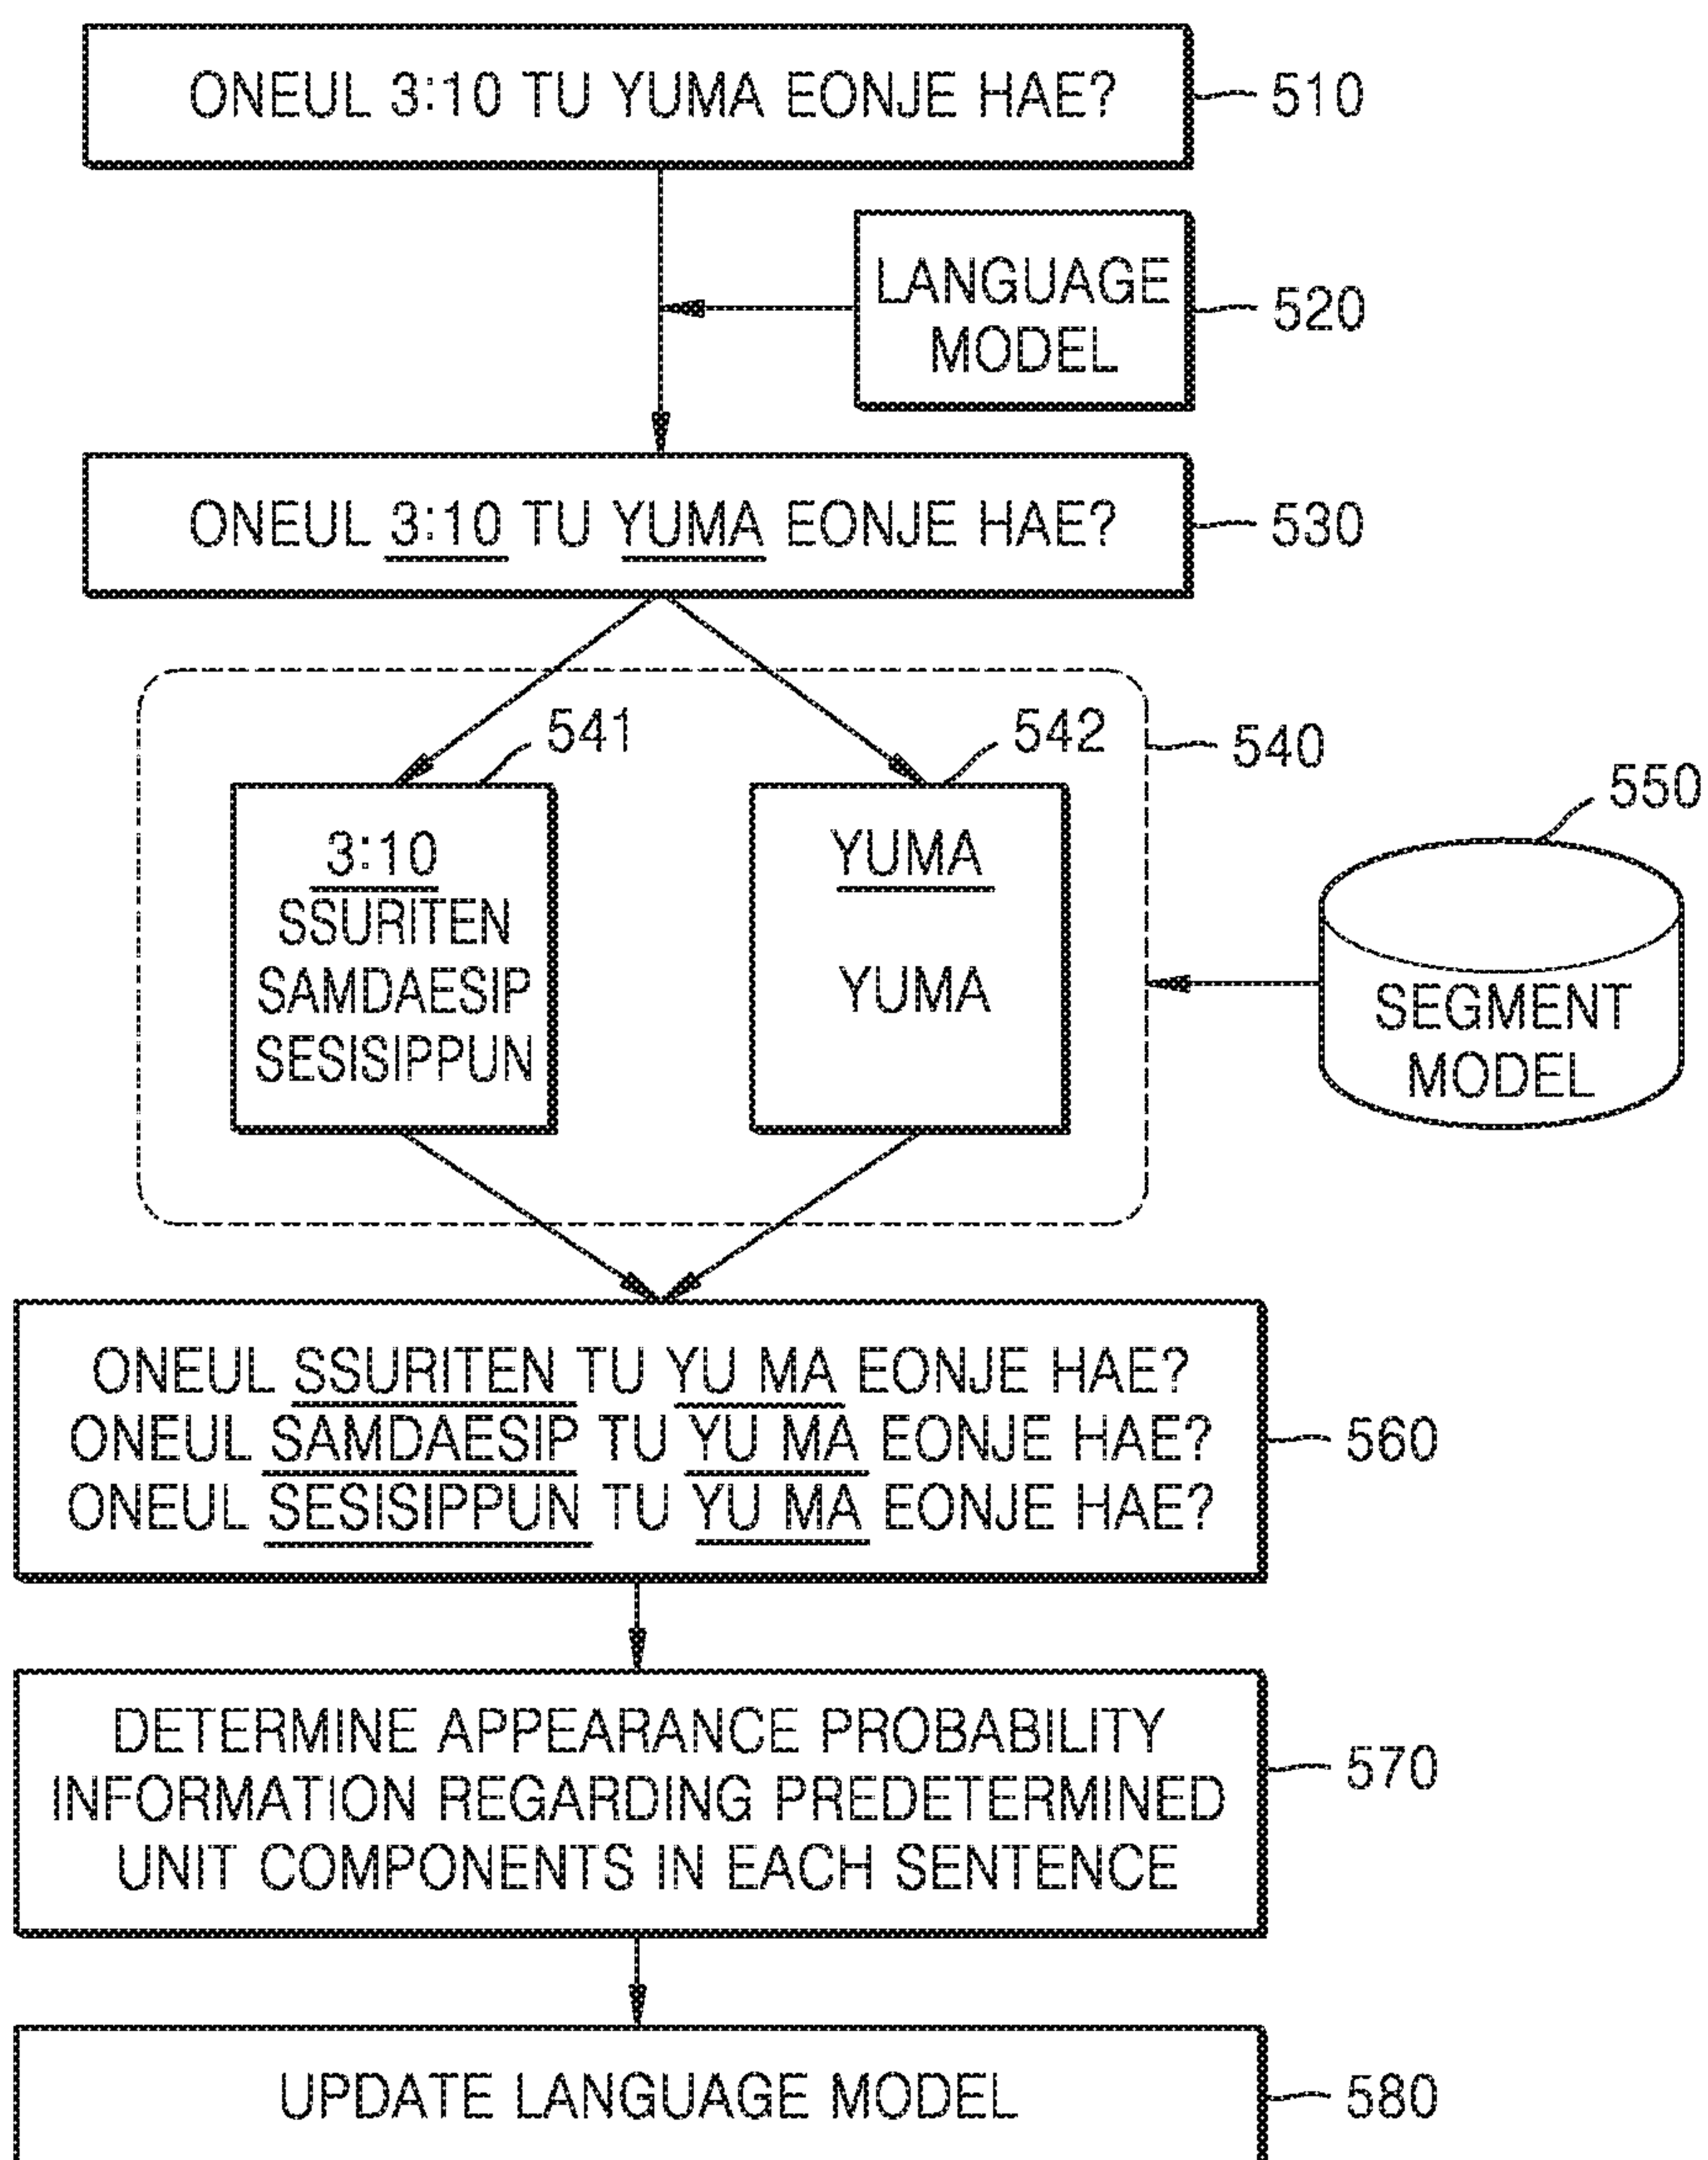 ONEUL 3:10 TU YUMA EONJE HAE?
510
LANGUAGE
MODEL
520
ONEUL 3:10 TU YUMA EONJE HAE?
530
541
542
540
550
3:10
SSURITEN
SAMDAESIP
SESISIPPUN
YUMA
YUMA
SEGMENT
MODEL
ONEUL SSURITEN TU YU MA EONJE HAE?
ONEUL SAMDAESIP TU YU MA EONJE HAE?
ONEUL SESISIPPUN TU YU MA EONJE HAE?
560
DETERMINE APPEARANCE PROBABILITY
INFORMATION REGARDING PREDETERMINED
UNIT COMPONENTS IN EACH SENTENCE
570
UPDATE LANGUAGE MODEL
580